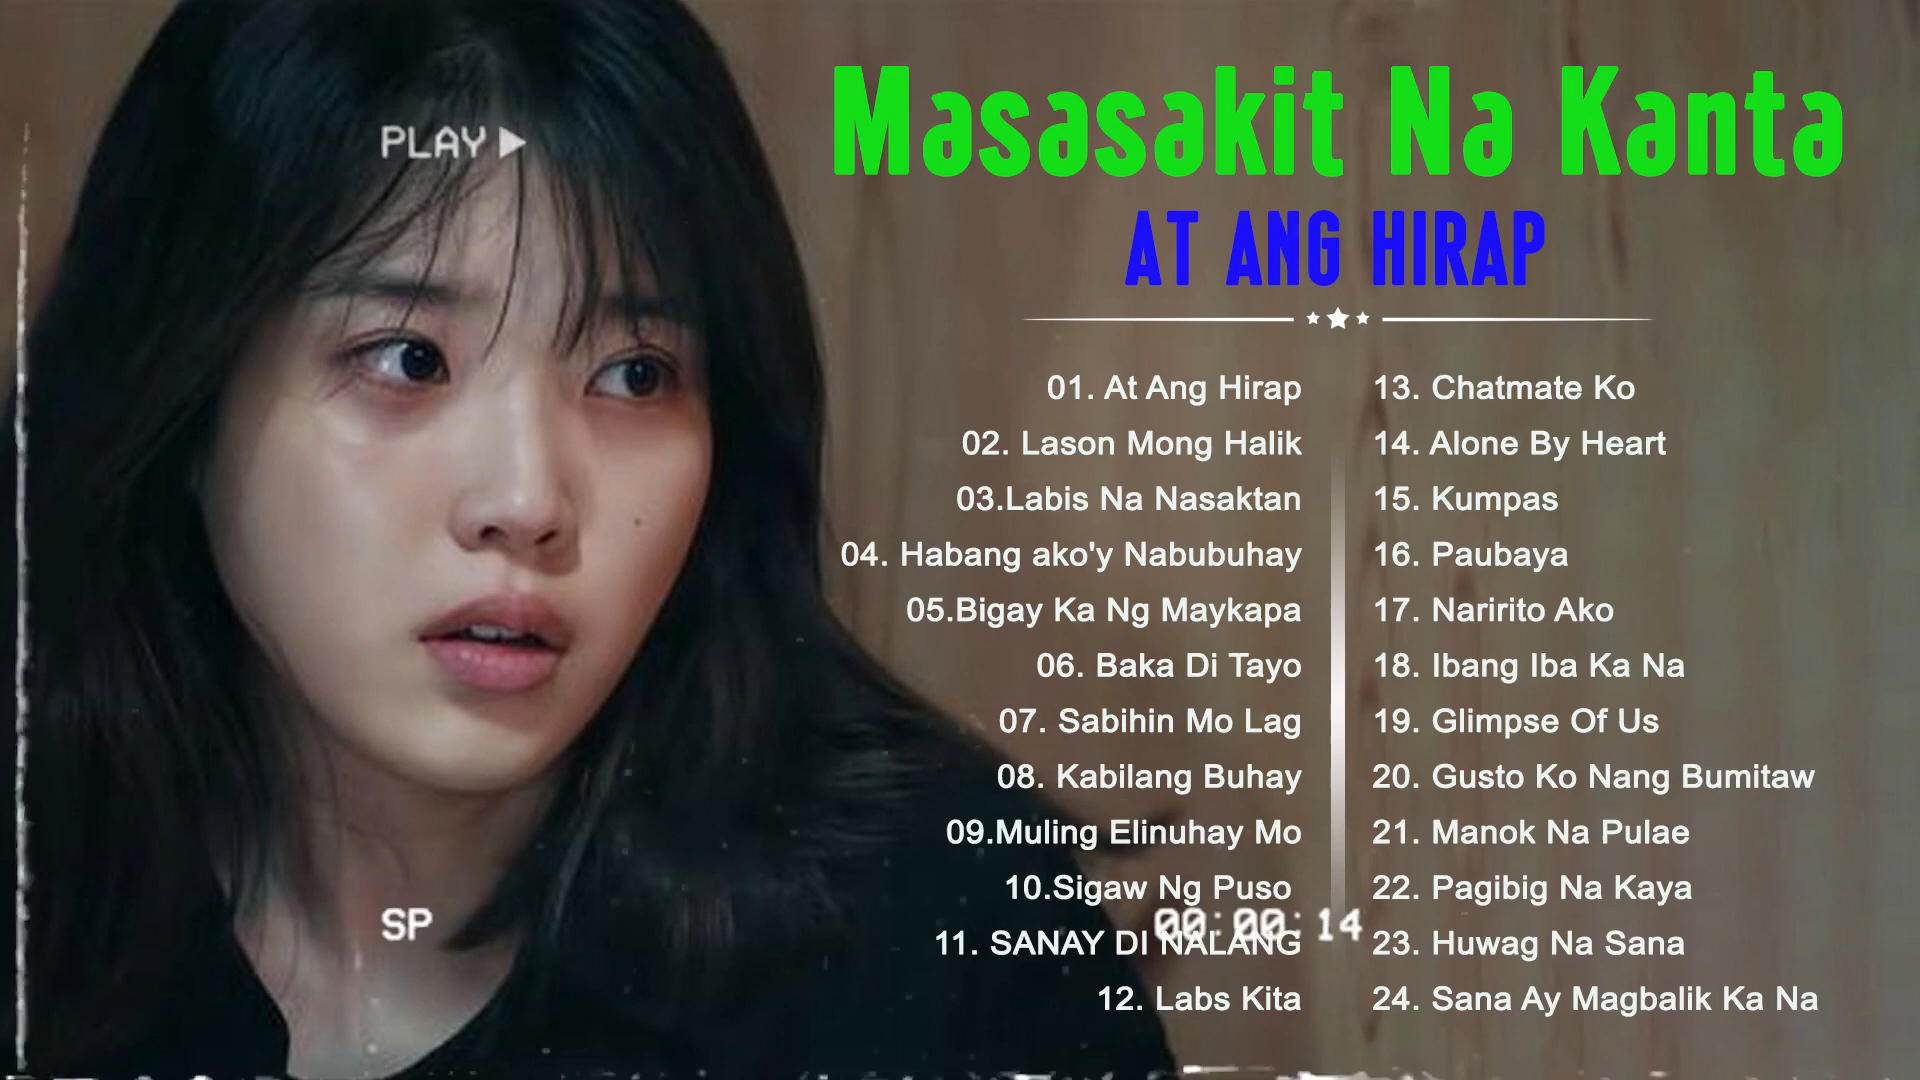 PLAY
Masasakit Na Kanta
AT ANG HIRAP
01. At Ang Hirap
02. Lason Mong Halik
03.Labis Na Nasaktan
04. Habang ako'y Nabubuhay
05.Bigay Ka Ng Maykapa
06. Baka Di Tayo
07. Sabihin Mo Lag
08. Kabilang Buhay
09.Muling Elinuhay Mo
10.Sigaw Ng Puso
11. SANAY DI NALANG
12. Labs Kita
13. Chatmate Ko
14. Alone By Heart
15. Kumpas
16. Paubaya
17. Naririto Ako
18. Ibang Iba Ka Na
19. Glimpse Of Us
20. Gusto Ko Nang Bumitaw
21. Manok Na Pulae
22. Pagibig Na Kaya
23. Huwag Na Sana
24. Sana Ay Magbalik Ka Na
SP
00:00:14